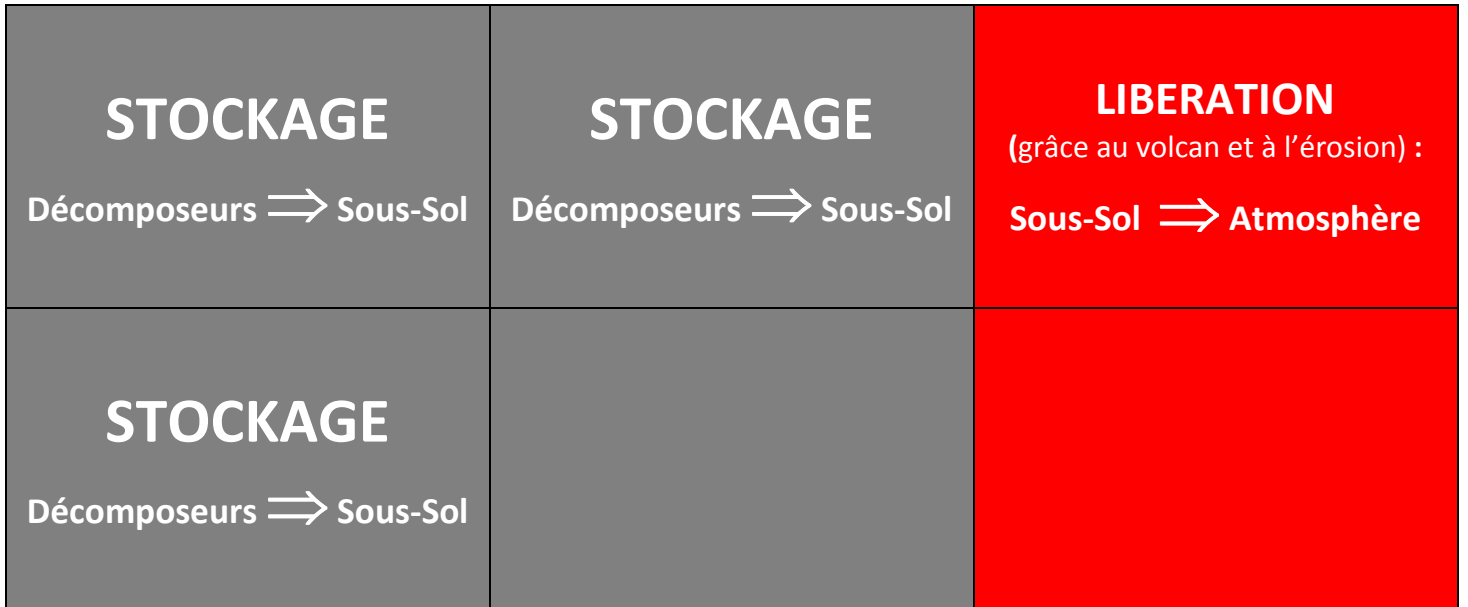 STOCKAGE
Décomposeurs ⇒ Sous-Sol
STOCKAGE
Décomposeurs ⇒ Sous-Sol
LIBERATION
(grâce au volcan et à l’érosion) :
Sous-Sol ⇒ Atmosphère
STOCKAGE
Décomposeurs ⇒ Sous-Sol